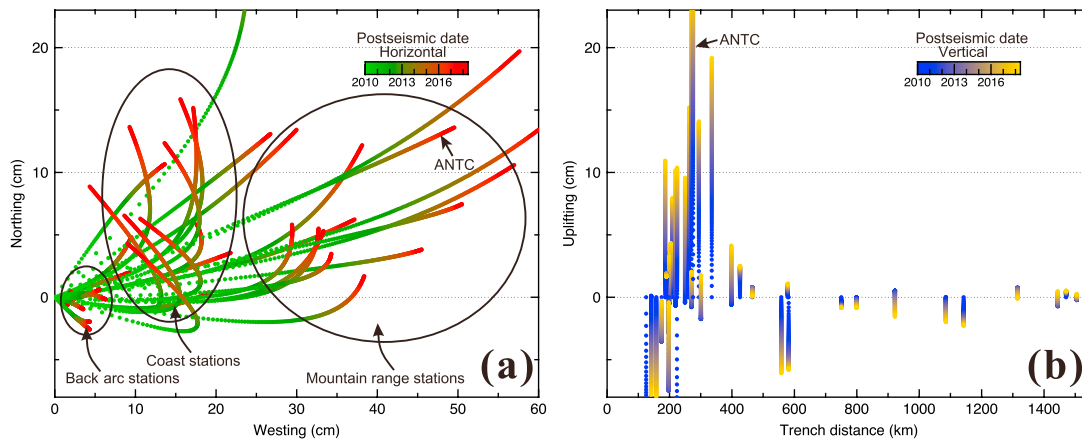 Postseismic date
Horizontal
2010 2013 2016
20
10
0
Northing (cm)
ANTC
Coast stations
Back arc stations
Mountain range stations
(a)
0 10 20 30 40 50 60
Westing (cm)
ANTC
Postseismic date
Vertical
2010 2013 2016
20
10
0
Uplifting (cm)
(b)
0 200 400 600 800 1000 1200 1400
Trench distance (km)